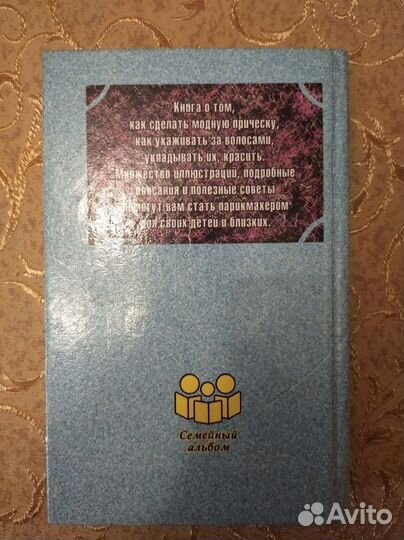 Книга о том,
как сделать модную прическу,
как ухаживать за волосами,
укладывать их, красить.
Множество иллюстраций, подробные
описания и полезные советы
помогут вам стать парикмахером
для своих детей и близких.
Семейный
альбом
Avito